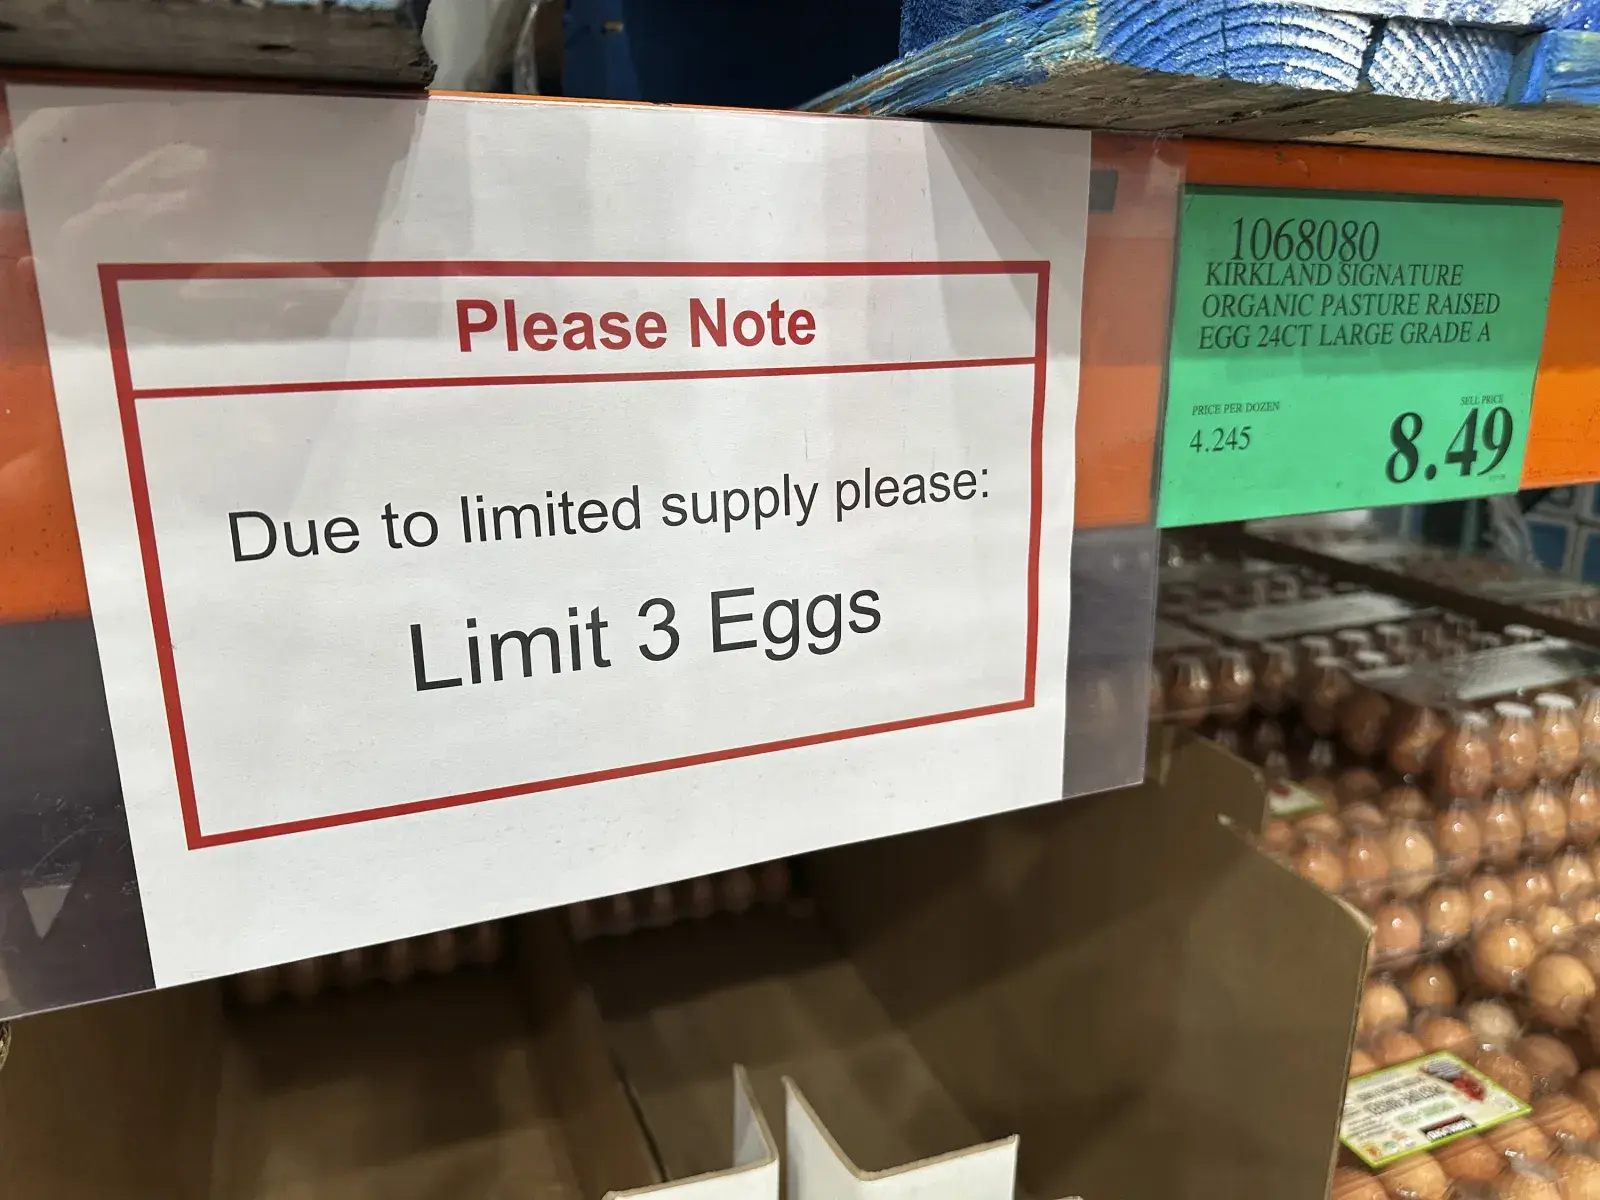 Please Note
Due to limited supply please:
Limit 3 Eggs
1068080
KIRKLAND SIGNATURE
ORGANIC PASTURE RAISED
EGG 24CT LARGE GRADE A
PRICE PER DOZEN
4.245
SELL PRICE
8.49